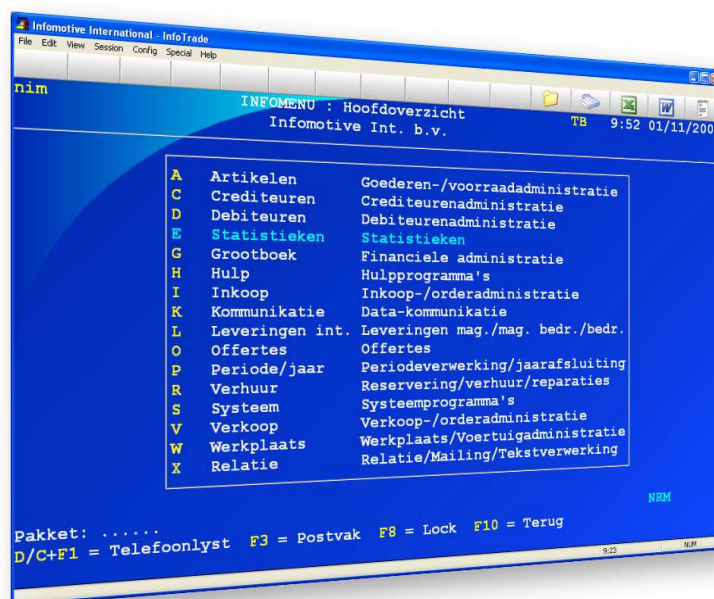 Infomotive International - InfoTrade
File Edit View Session Config Special Help
nim
INFOMENU : Hoofdoverzicht
Infomotive Int. b.v.
TB 9:52 01/11/200
A Artikelen Goederen-/voorraadadministratie
C Crediteuren Crediteurenadministratie
D Debiteuren Debiteurenadministratie
E Statistieken Statistieken
G Grootboek Financiele administratie
H Hulp Hulpprogramma's
I Inkoop Inkoop-/orderadministratie
K Kommunikatie Data-kommunikatie
L Leveringen int. Leveringen mag./mag. bedr./bedr.
O Offertes Offertes
P Periode/jaar Periodeverwerking/jaarafsluiting
R Verhuur Reservering/verhuur/reparaties
S Systeem Systeemprogramma's
V Verkoop Verkoop-/orderadministratie
W Werkplaats Werkplaats/Voertuigadministratie
X Relatie Relatie/Mailing/Tekstverwerking
NRM
Pakket: ......
D/C+F1 = Telefoonlyst F3 = Postvak F8 = Lock F10 = Terug
9:23 NUM